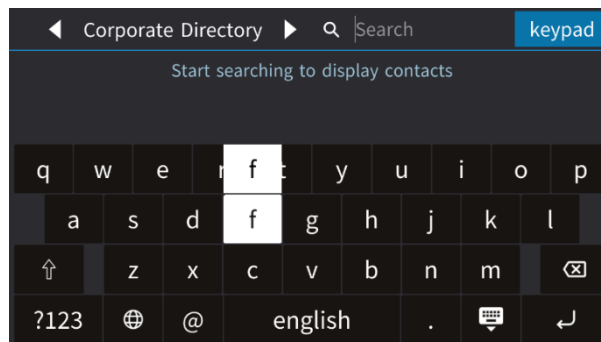 Corporate Directory Search keypad
Start searching to display contacts
q w e r f t y u i o p
a s d f g h j k l
z x c v b n m
?123 @ english .